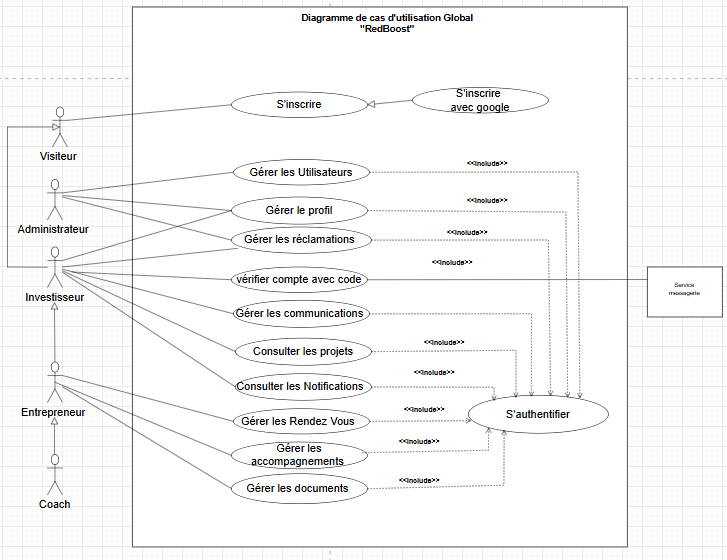 Diagramme de cas d'utilisation Global
"RedBoost"
S'inscrire
S'inscrire
avec google
Visiteur
Gérer les Utilisateurs
<<Include>>
Administrateur
Gérer le profil
<<Include>>
Gérer les réclamations
<<Include>>
Investisseur
vérifier compte avec code
<<Include>>
Service
messagerie
Gérer les communications
Consulter les projets
<<Include>>
Consulter les Notifications
<<Include>>
Entrepreneur
Gérer les Rendez Vous
<<Include>>
S'authentifier
Gérer les
accompagnements
<<Include>>
Gérer les documents
<<Include>>
Coach